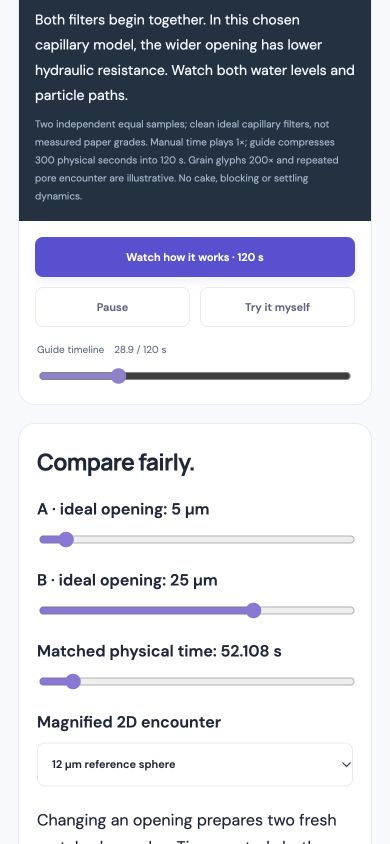 Both filters begin together. In this chosen
capillary model, the wider opening has lower
hydraulic resistance. Watch both water levels and
particle paths.
Two independent equal samples; clean ideal capillary filters, not
measured paper grades. Manual time plays 1×; guide compresses
300 physical seconds into 120 s. Grain glyphs 200× and repeated
pore encounter are illustrative. No cake, blocking or settling
dynamics.
Watch how it works · 120 s
Pause
Try it myself
Guide timeline 28.9 / 120 s
Compare fairly.
A · ideal opening: 5 µm
B · ideal opening: 25 µm
Matched physical time: 52.108 s
Magnified 2D encounter
12 µm reference sphere
Changing an opening prepares two fresh